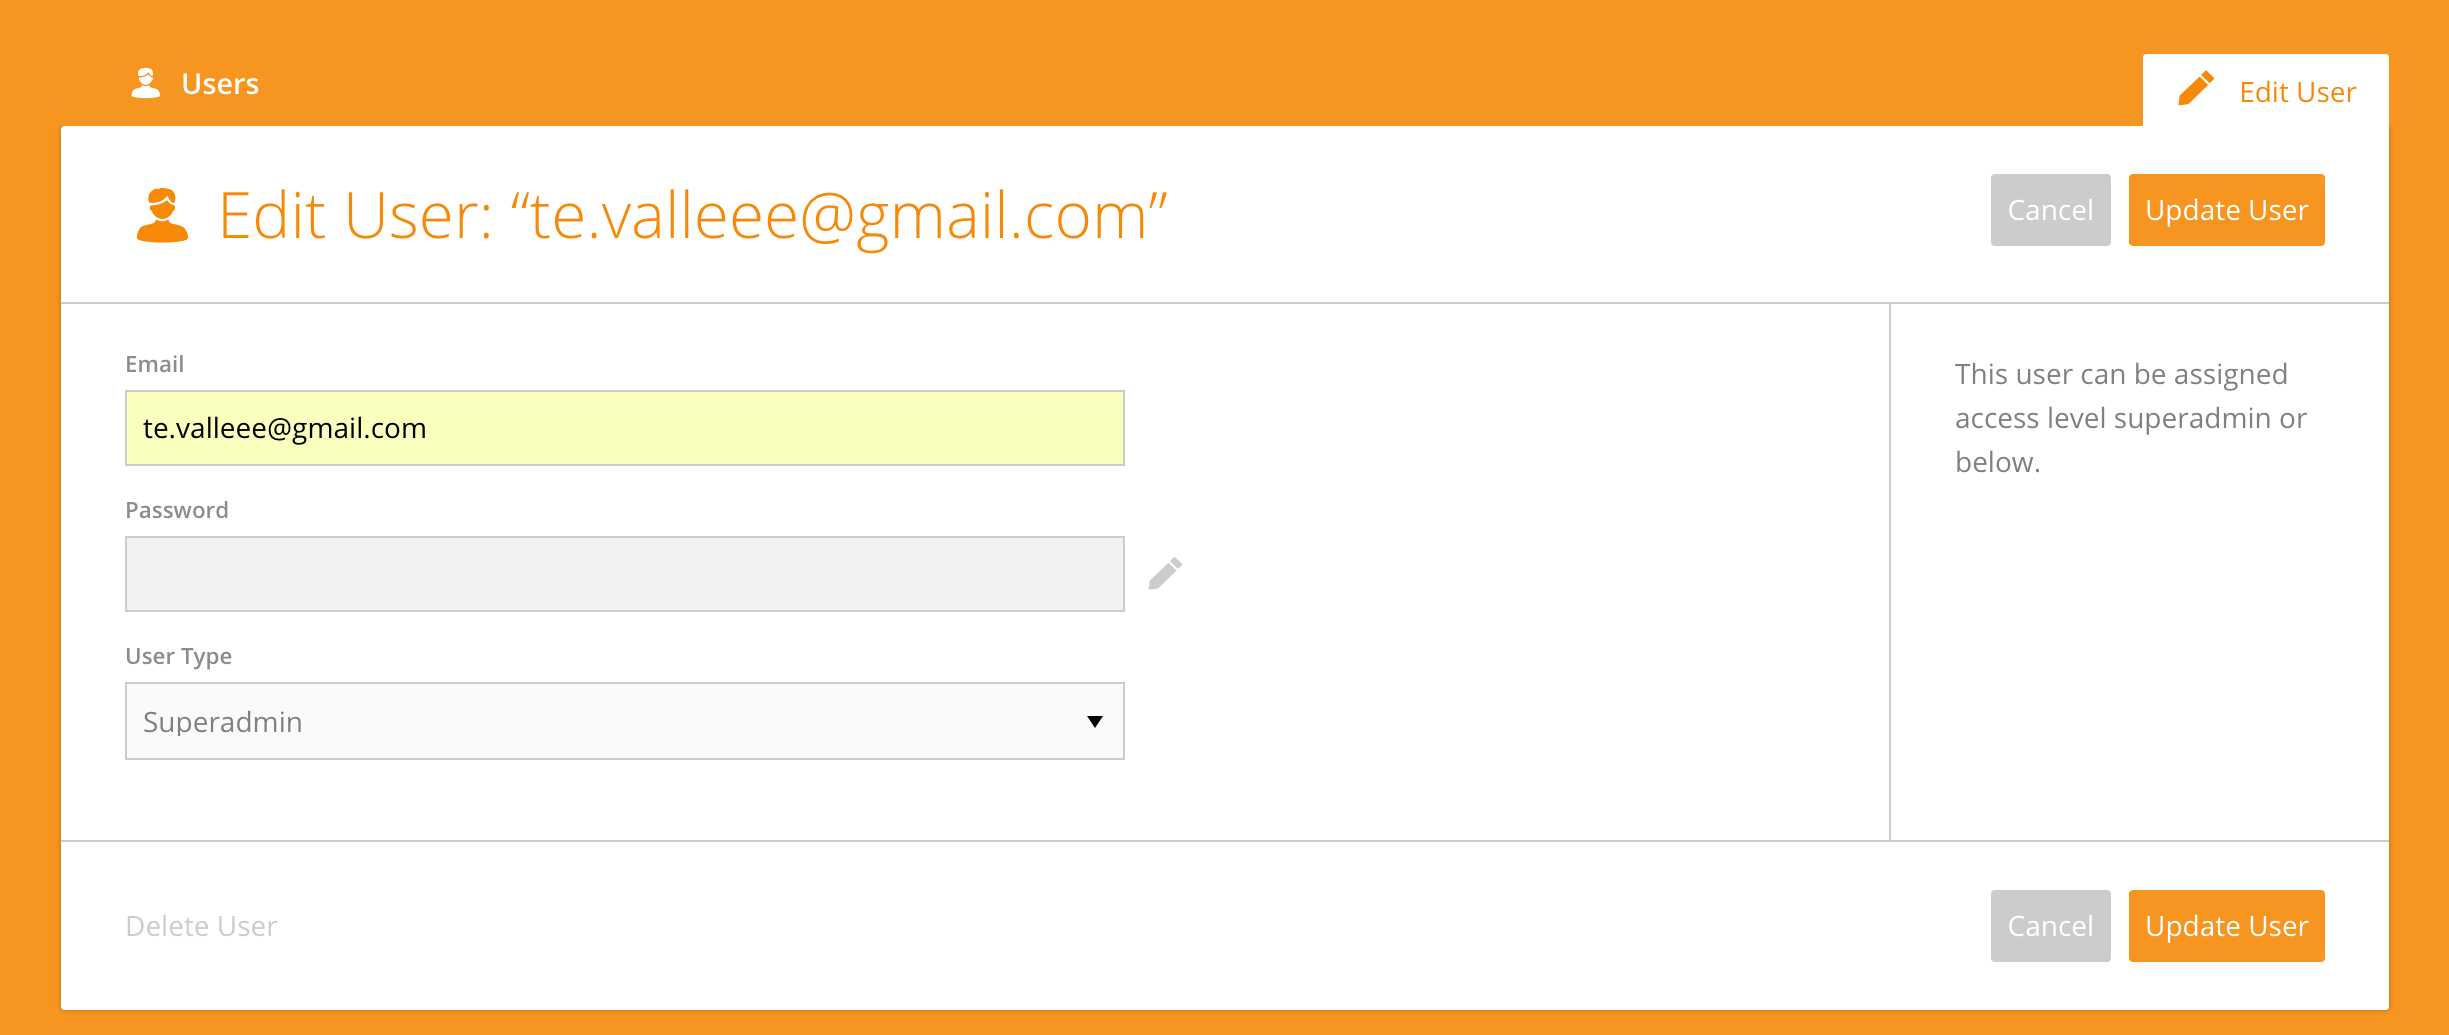 Users
Edit User
Edit User: “te.valleee@gmail.com”
Cancel
Update User
Email
te.valleee@gmail.com
Password
User Type
Superadmin
This user can be assigned
access level superadmin or
below.
Delete User
Cancel
Update User